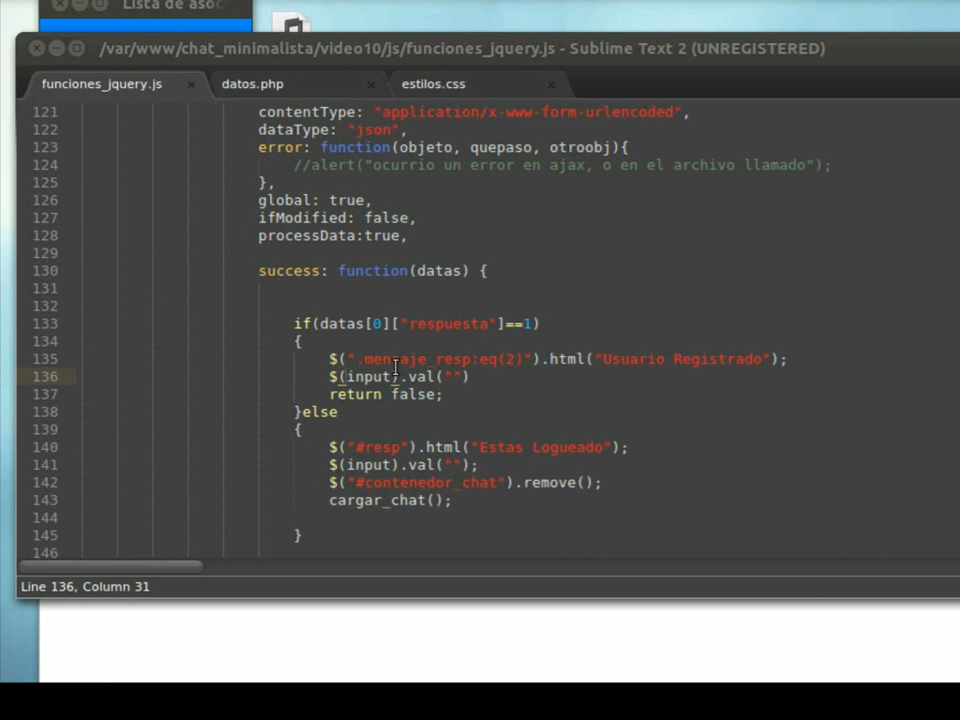 Lista de asoc
/var/www/chat_minimalista/video10/js/funciones_jquery.js - Sublime Text 2 (UNREGISTERED)
funciones_jquery.js × datos.php × estilos.css ×
121 contentType: "application/x-www-form-urlencoded",
122 dataType: "json",
123 error: function(objeto, quepaso, otroobj){
124 //alert("ocurrio un error en ajax, o en el archivo llamado");
125 },
126 global: true,
127 ifModified: false,
128 processData:true,
129
130 success: function(datas) {
131
132
133 if(datas[0]["respuesta"]==1)
134 {
135 $(".mensaje_resp:eq(2)").html("Usuario Registrado");
136 $(input).val("")
137 return false;
138 }else
139 {
140 $("#resp").html("Estas Logueado");
141 $(input).val("");
142 $("#contenedor_chat").remove();
143 cargar_chat();
144
145 }
146
Line 136, Column 31